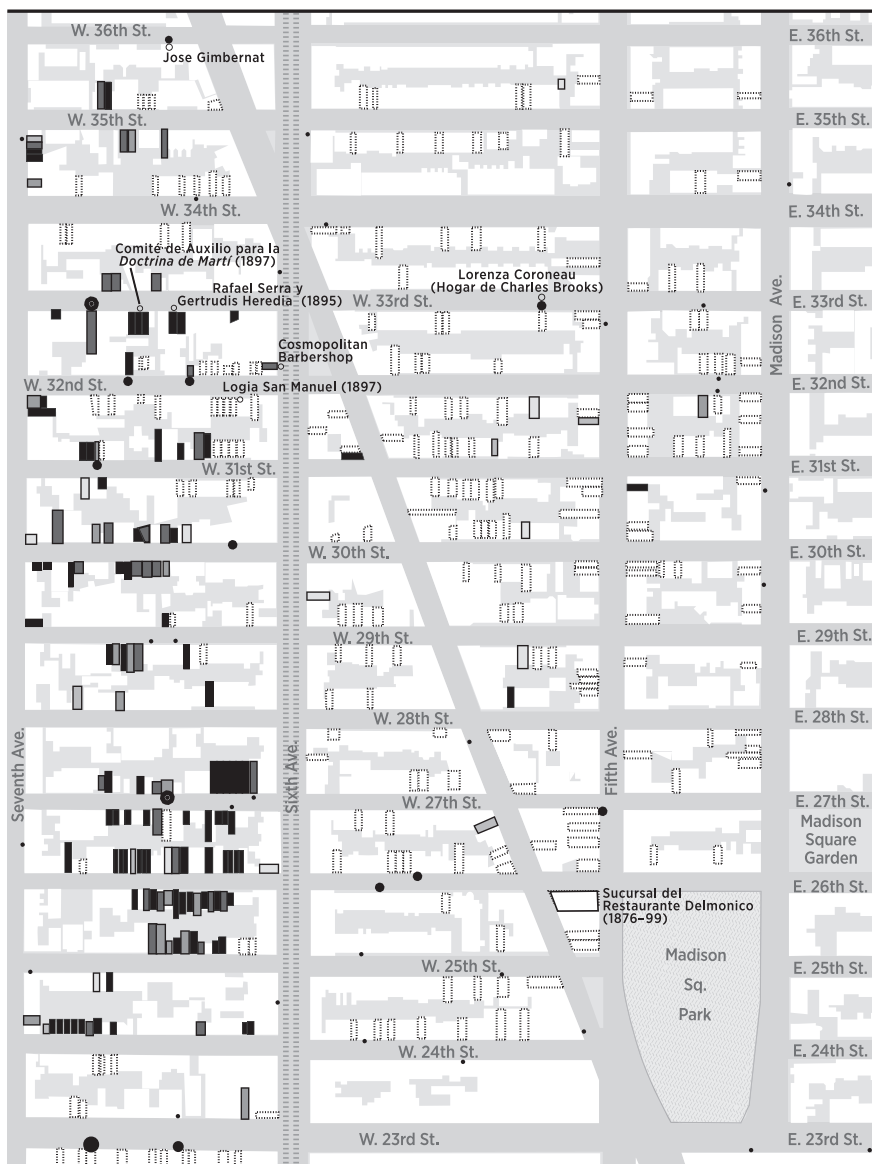 W. 36th St.
E. 36th St.
Jose Gimbernat
W. 35th St.
E. 35th St.
W. 34th St.
E. 34th St.
Comité de Auxilio para la
Doctrina de Martí (1897)
Rafael Serra y
Gertrudis Heredia (1895)
Lorenza Coroneau
(Hogar de Charles Brooks)
W. 33rd St.
E. 33rd St.
Madison Ave.
Cosmopolitan
Barbershop
W. 32nd St.
Logia San Manuel (1897)
E. 32nd St.
W. 31st St.
E. 31st St.
W. 30th St.
E. 30th St.
W. 29th St.
E. 29th St.
W. 28th St.
E. 28th St.
Seventh Ave.
Sixth Ave.
Fifth Ave.
W. 27th St.
E. 27th St.
Madison
Square
Garden
E. 26th St.
Sucursal del
Restaurante Delmonico
(1876–99)
Madison
Sq.
Park
W. 25th St.
E. 25th St.
W. 24th St.
E. 24th St.
W. 23rd St.
E. 23rd St.